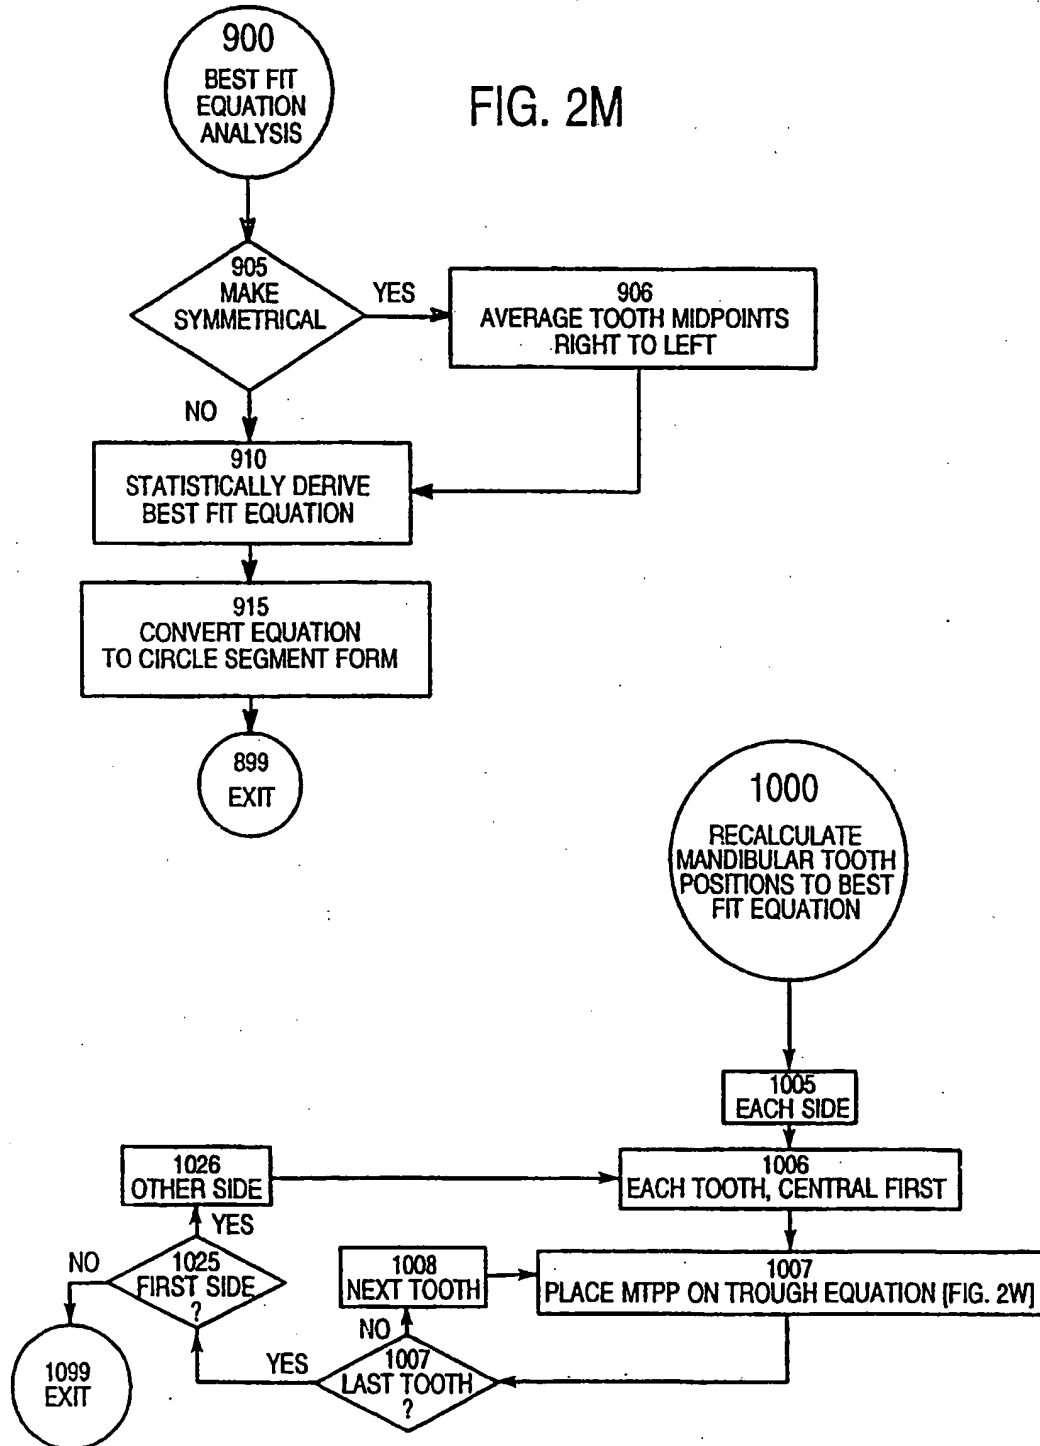 900
BEST FIT
EQUATION
ANALYSIS
FIG. 2M
905
MAKE
SYMMETRICAL
YES
906
AVERAGE TOOTH MIDPOINTS
RIGHT TO LEFT
NO
910
STATISTICALLY DERIVE
BEST FIT EQUATION
915
CONVERT EQUATION
TO CIRCLE SEGMENT FORM
899
EXIT
1000
RECALCULATE
MANDIBULAR TOOTH
POSITIONS TO BEST
FIT EQUATION
1005
EACH SIDE
1006
EACH TOOTH, CENTRAL FIRST
1026
OTHER SIDE
YES
1025
FIRST SIDE
?
NO
1099
EXIT
1008
NEXT TOOTH
1007
PLACE MTPP ON TROUGH EQUATION [FIG. 2W]
NO
1007
LAST TOOTH
?
YES